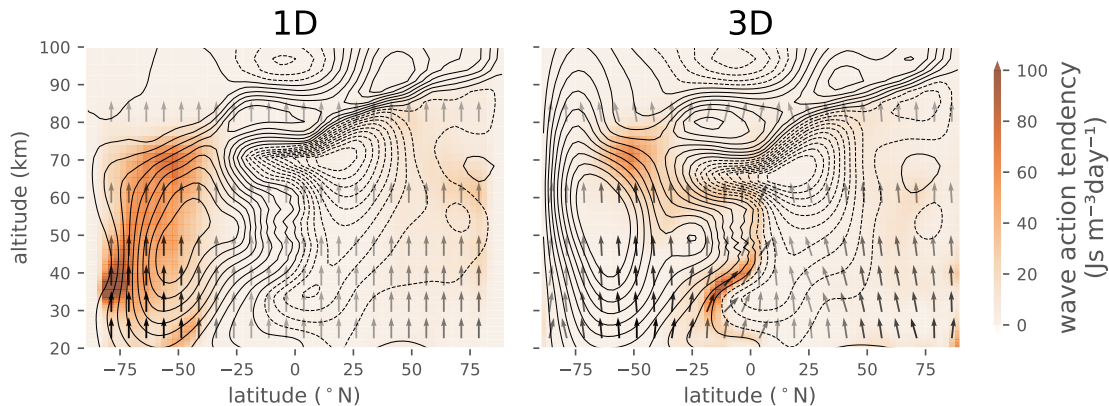 1D
3D
100
90
80
70
60
50
40
30
20
altitude (km)
−75 −50 −25 0 25 50 75
latitude (°N)
−75 −50 −25 0 25 50 75
latitude (°N)
100
80
60
40
20
0
wave action tendency
(Js m⁻³day⁻¹)